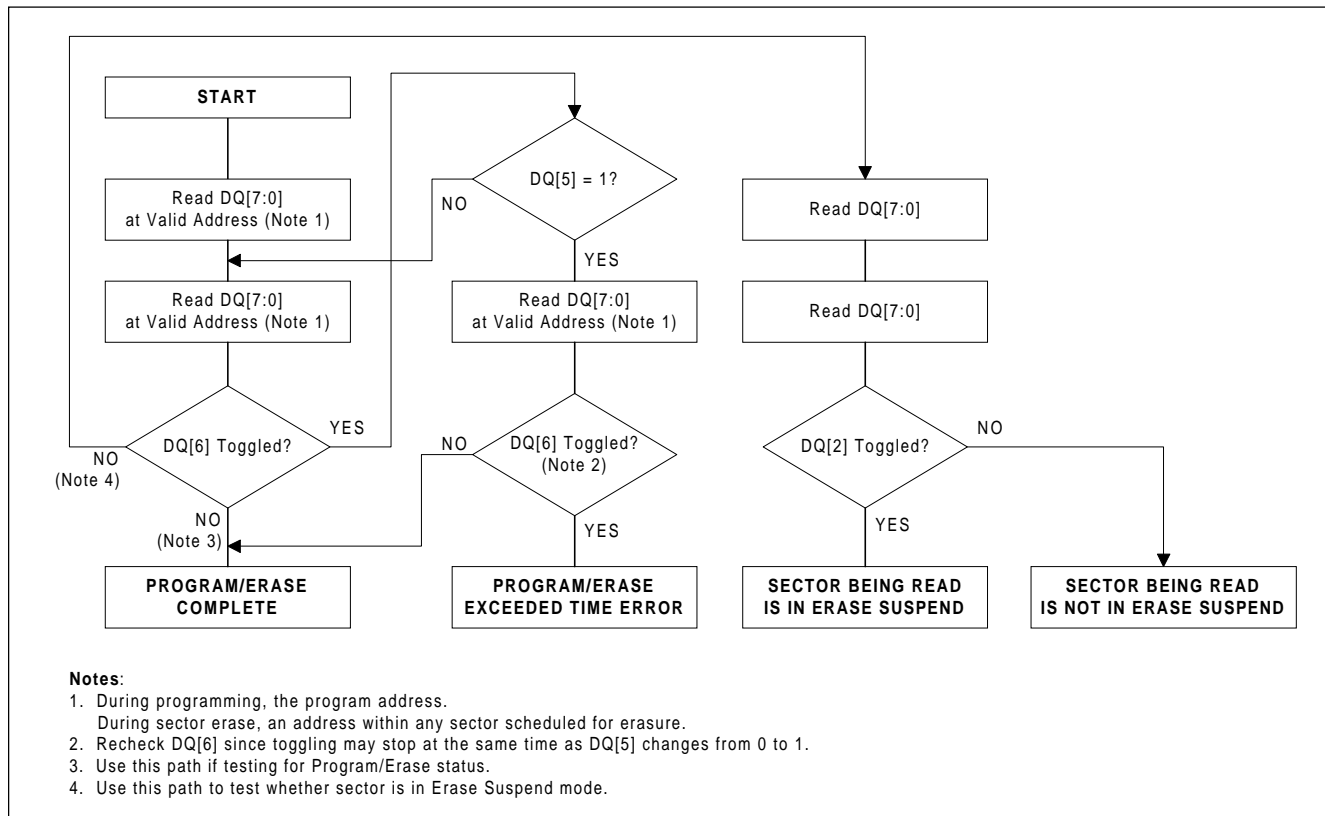 START
Read DQ[7:0]
at Valid Address (Note 1)
Read DQ[7:0]
at Valid Address (Note 1)
DQ[6] Toggled?
YES
NO
(Note 4)
NO
(Note 3)
PROGRAM/ERASE
COMPLETE
DQ[5] = 1?
NO
YES
Read DQ[7:0]
at Valid Address (Note 1)
DQ[6] Toggled?
(Note 2)
NO
YES
PROGRAM/ERASE
EXCEEDED TIME ERROR
Read DQ[7:0]
Read DQ[7:0]
DQ[2] Toggled?
NO
YES
SECTOR BEING READ
IS IN ERASE SUSPEND
SECTOR BEING READ
IS NOT IN ERASE SUSPEND
Notes:
1. During programming, the program address.
During sector erase, an address within any sector scheduled for erasure.
2. Recheck DQ[6] since toggling may stop at the same time as DQ[5] changes from 0 to 1.
3. Use this path if testing for Program/Erase status.
4. Use this path to test whether sector is in Erase Suspend mode.